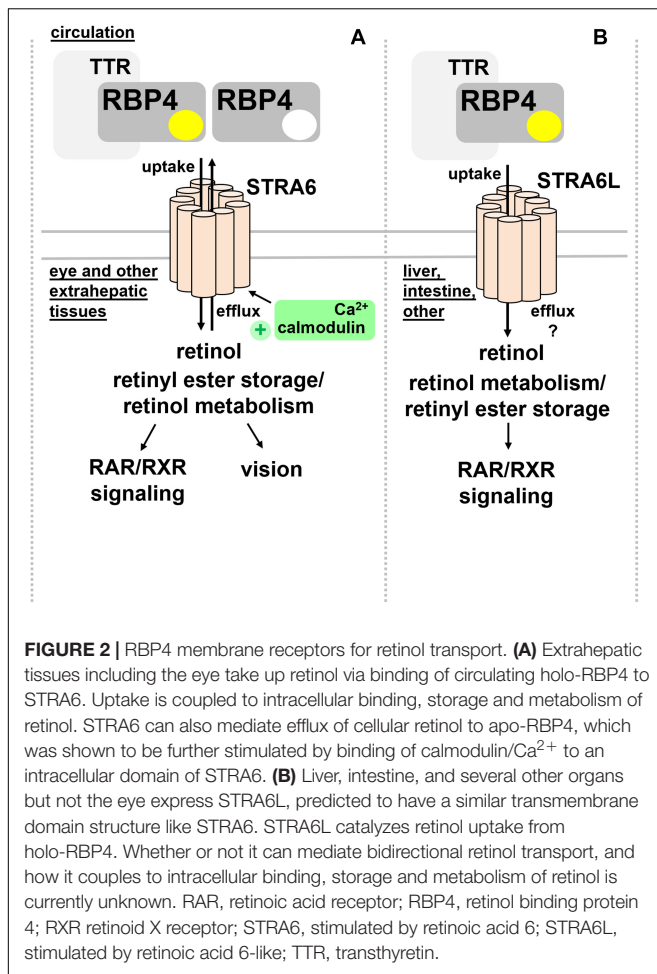 circulation
A
B
TTR
RBP4
RBP4
TTR
RBP4
uptake
STRA6
uptake
STRA6L
eye and other
extrahepatic
tissues
efflux
+
Ca2+
calmodulin
liver,
intestine,
other
efflux
?
retinol
retinyl ester storage/
retinol metabolism
retinol
retinol metabolism/
retinyl ester storage
RAR/RXR
signaling
vision
RAR/RXR
signaling
FIGURE 2 | RBP4 membrane receptors for retinol transport. (A) Extrahepatic
tissues including the eye take up retinol via binding of circulating holo-RBP4 to
STRA6. Uptake is coupled to intracellular binding, storage and metabolism of
retinol. STRA6 can also mediate efflux of cellular retinol to apo-RBP4, which
was shown to be further stimulated by binding of calmodulin/Ca2+ to an
intracellular domain of STRA6. (B) Liver, intestine, and several other organs
but not the eye express STRA6L, predicted to have a similar transmembrane
domain structure like STRA6. STRA6L catalyzes retinol uptake from
holo-RBP4. Whether or not it can mediate bidirectional retinol transport, and
how it couples to intracellular binding, storage and metabolism of retinol is
currently unknown. RAR, retinoic acid receptor; RBP4, retinol binding protein
4; RXR retinoid X receptor; STRA6, stimulated by retinoic acid 6; STRA6L,
stimulated by retinoic acid 6-like; TTR, transthyretin.